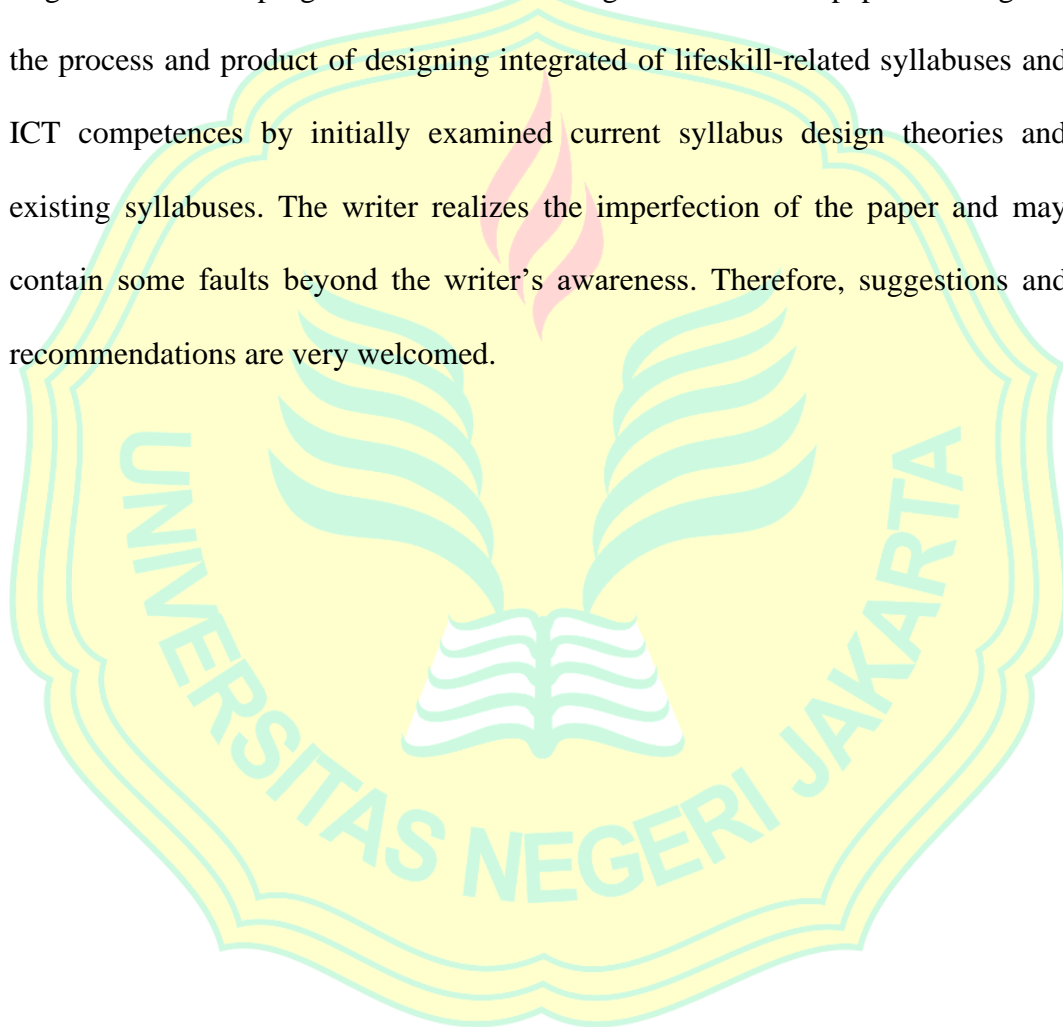 the process and product of designing integrated of lifeskill-related syllabuses and
ICT competences by initially examined current syllabus design theories and
existing syllabuses. The writer realizes the imperfection of the paper and may
contain some faults beyond the writer’s awareness. Therefore, suggestions and
recommendations are very welcomed.
UNIVERSITAS NEGERI JAKARTA